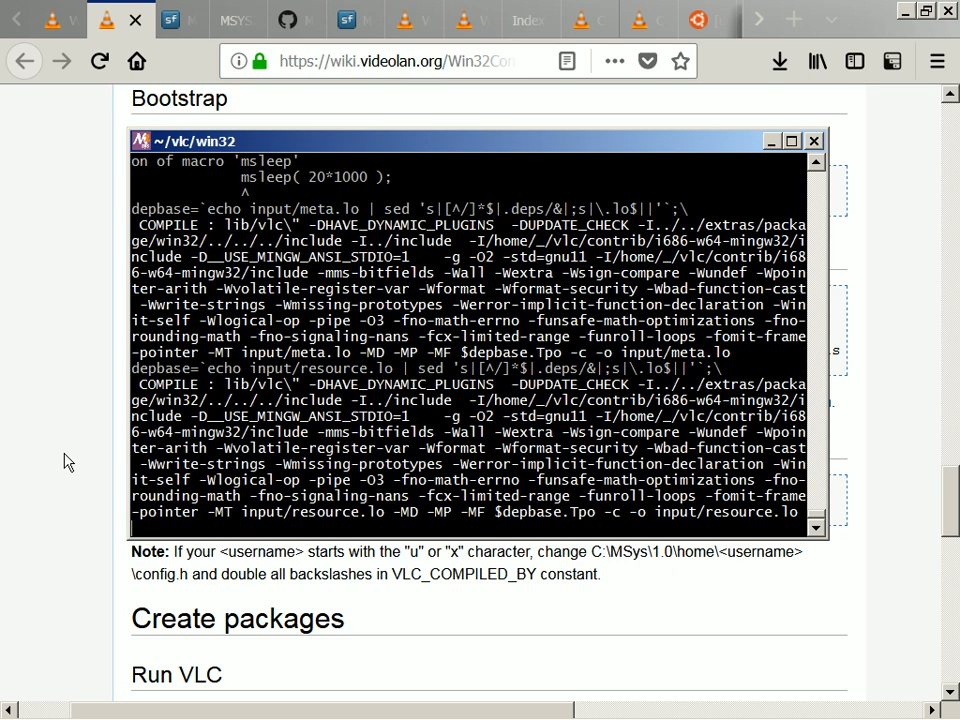 MSYS
Index
https://wiki.videolan.org/Win32Con
Bootstrap
~/vlc/win32
on of macro 'msleep'
msleep( 20*1000 );
^
depbase=`echo input/meta.lo | sed 's|[^/]*$|.deps/&|;s|\.lo$||'`;\
COMPILE : lib/vlc\" -DHAVE_DYNAMIC_PLUGINS -DUPDATE_CHECK -I../../extras/packa
ge/win32/../../../include -I../include -I/home/_/vlc/contrib/i686-w64-mingw32/i
nclude -D__USE_MINGW_ANSI_STDIO=1 -g -O2 -std=gnu11 -I/home/_/vlc/contrib/i68
6-w64-mingw32/include -mms-bitfields -Wall -Wextra -Wsign-compare -Wundef -Wpoin
ter-arith -Wvolatile-register-var -Wformat -Wformat-security -Wbad-function-cast
-Wwrite-strings -Wmissing-prototypes -Werror-implicit-function-declaration -Win
it-self -Wlogical-op -pipe -O3 -fno-math-errno -funsafe-math-optimizations -fno-
rounding-math -fno-signaling-nans -fcx-limited-range -funroll-loops -fomit-frame
-pointer -MT input/meta.lo -MD -MP -MF $depbase.Tpo -c -o input/meta.lo
depbase=`echo input/resource.lo | sed 's|[^/]*$|.deps/&|;s|\.lo$||'`;\
COMPILE : lib/vlc\" -DHAVE_DYNAMIC_PLUGINS -DUPDATE_CHECK -I../../extras/packa
ge/win32/../../../include -I../include -I/home/_/vlc/contrib/i686-w64-mingw32/i
nclude -D__USE_MINGW_ANSI_STDIO=1 -g -O2 -std=gnu11 -I/home/_/vlc/contrib/i68
6-w64-mingw32/include -mms-bitfields -Wall -Wextra -Wsign-compare -Wundef -Wpoin
ter-arith -Wvolatile-register-var -Wformat -Wformat-security -Wbad-function-cast
-Wwrite-strings -Wmissing-prototypes -Werror-implicit-function-declaration -Win
it-self -Wlogical-op -pipe -O3 -fno-math-errno -funsafe-math-optimizations -fno-
rounding-math -fno-signaling-nans -fcx-limited-range -funroll-loops -fomit-frame
-pointer -MT input/resource.lo -MD -MP -MF $depbase.Tpo -c -o input/resource.lo
Note: If your <username> starts with the "u" or "x" character, change C:\MSys\1.0\home\<username>
\config.h and double all backslashes in VLC_COMPILED_BY constant.
Create packages
Run VLC